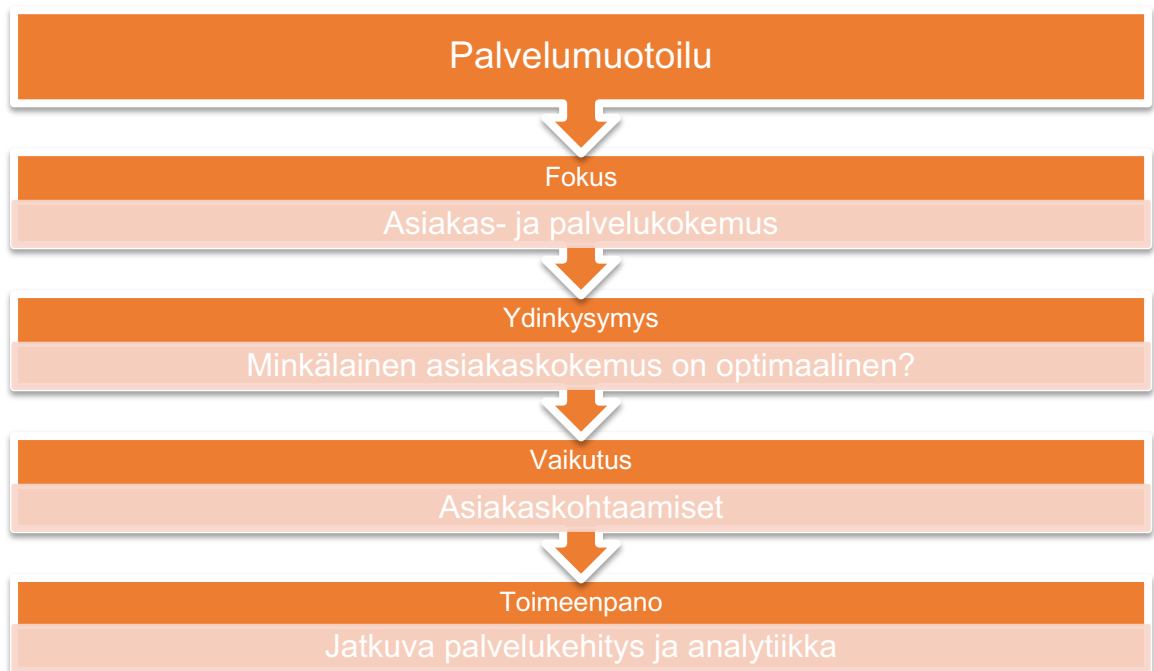 Palvelumuotoilu
Fokus
Asiakas- ja palvelukokemus
Ydinkysymys
Minkälainen asiakaskokemus on optimaalinen?
Vaikutus
Asiakaskohtaamiset
Toimeenpano
Jatkuva palvelukehitys ja analytiikka